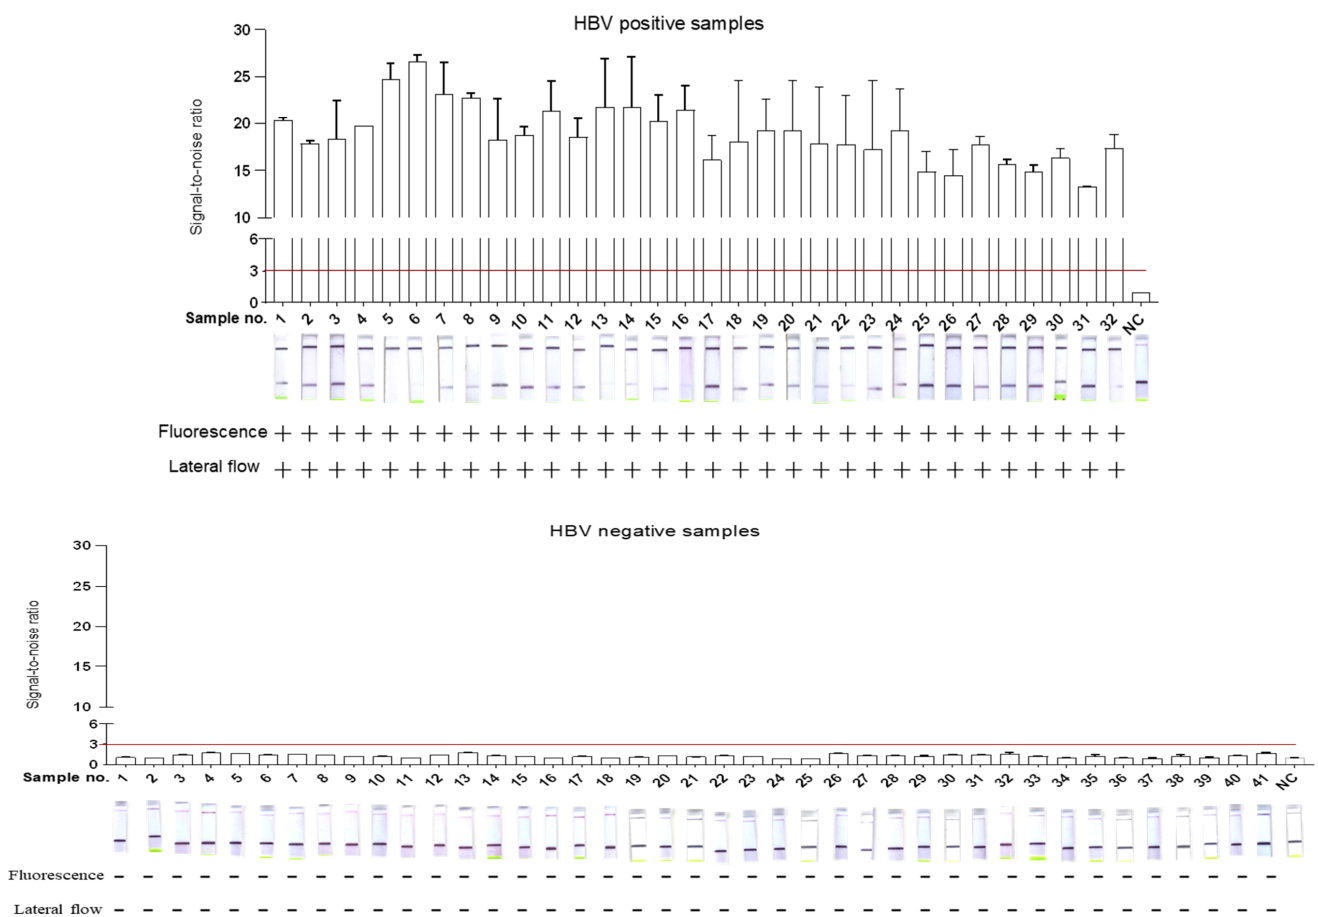 HBV positive samples
30
25
20
15
10
6
3
0
Signal-to-noise ratio
Sample no. 1 2 3 4 5 6 7 8 9 10 11 12 13 14 15 16 17 18 19 20 21 22 23 24 25 26 27 28 29 30 31 32 NC
Fluorescence + + + + + + + + + + + + + + + + + + + + + + + + + + + + + + + +
Lateral flow + + + + + + + + + + + + + + + + + + + + + + + + + + + + + + + +
HBV negative samples
30
25
20
15
10
6
3
0
Signal-to-noise ratio
Sample no. 1 2 3 4 5 6 7 8 9 10 11 12 13 14 15 16 17 18 19 20 21 22 23 24 25 26 27 28 29 30 31 32 33 34 35 36 37 38 39 40 41 NC
Fluorescence - - - - - - - - - - - - - - - - - - - - - - - - - - - - - - - - - - - - - - - - -
Lateral flow - - - - - - - - - - - - - - - - - - - - - - - - - - - - - - - - - - - - - - - - -